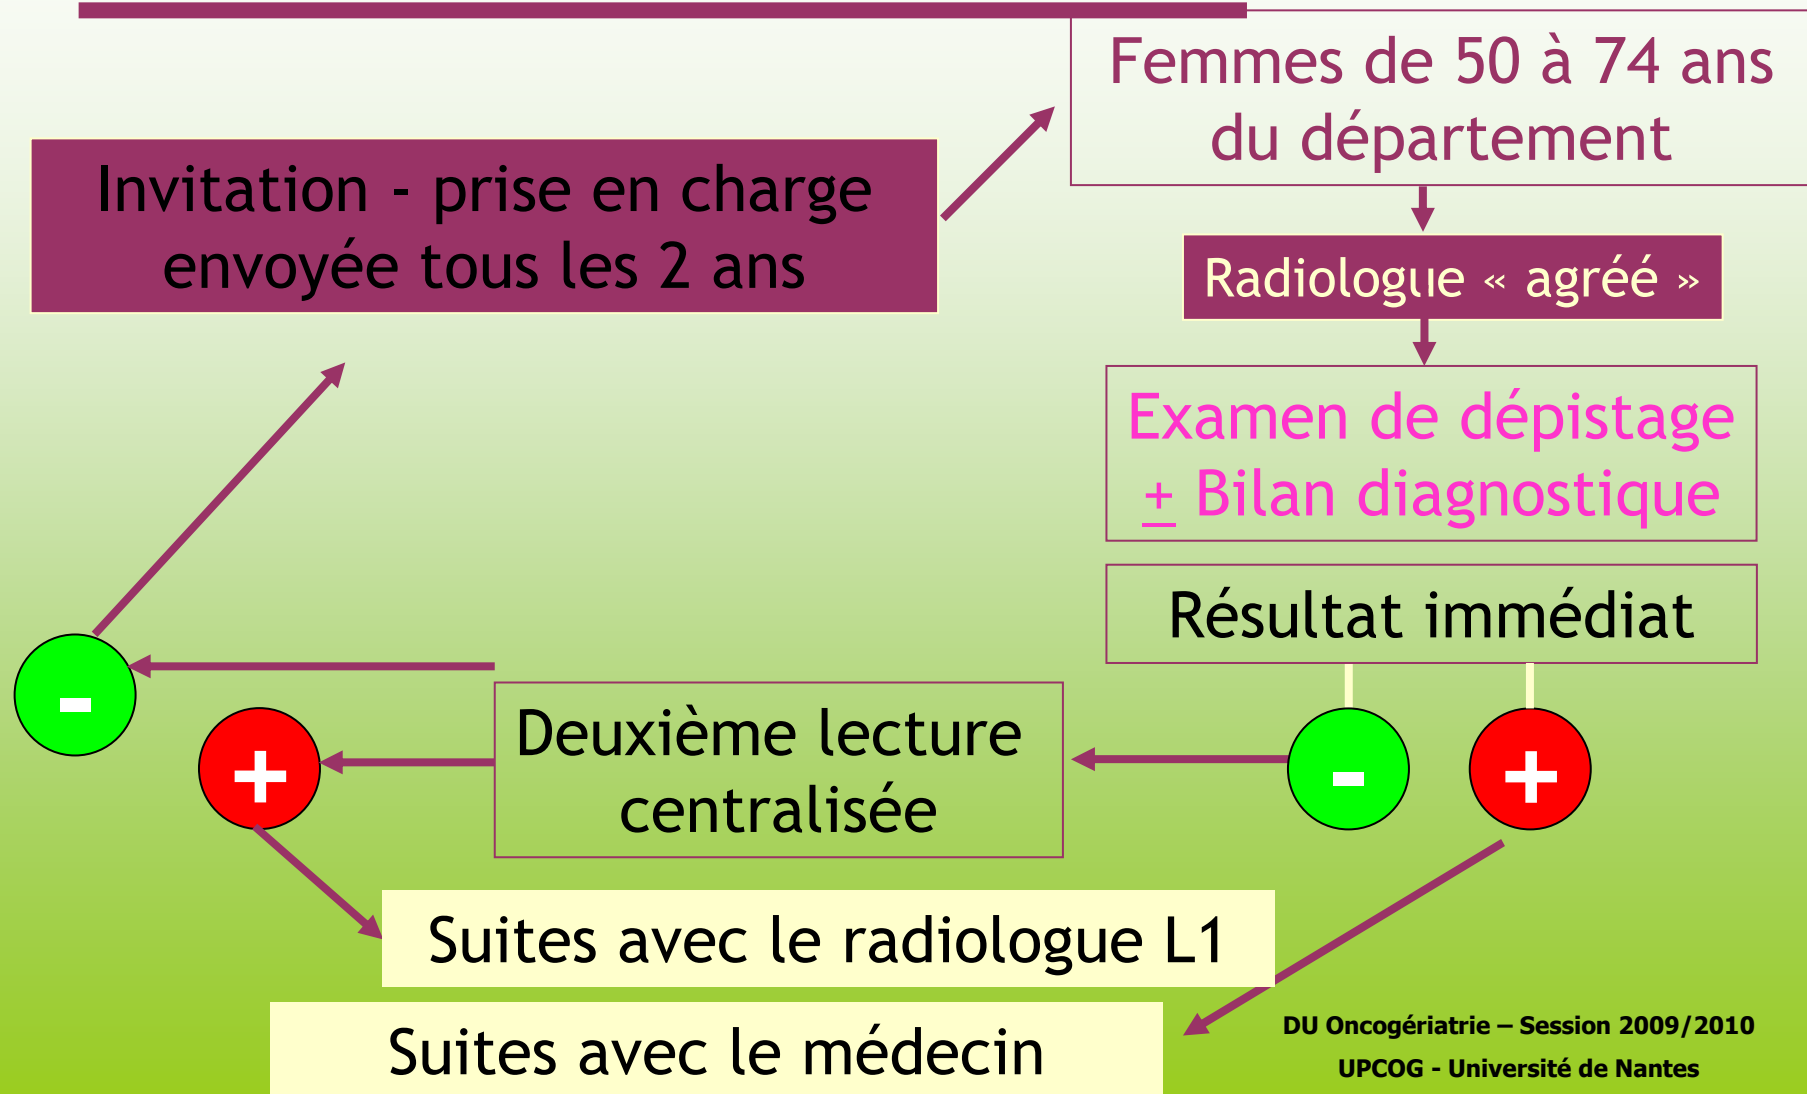 Femmes de 50 à 74 ans
du département
Invitation - prise en charge
envoyée tous les 2 ans
Radiologue « agréé »
Examen de dépistage
+ Bilan diagnostique
Résultat immédiat
-
+
-
+
Deuxième lecture
centralisée
Suites avec le radiologue L1
Suites avec le médecin
DU Oncogériatrie – Session 2009/2010
UPCOG - Université de Nantes